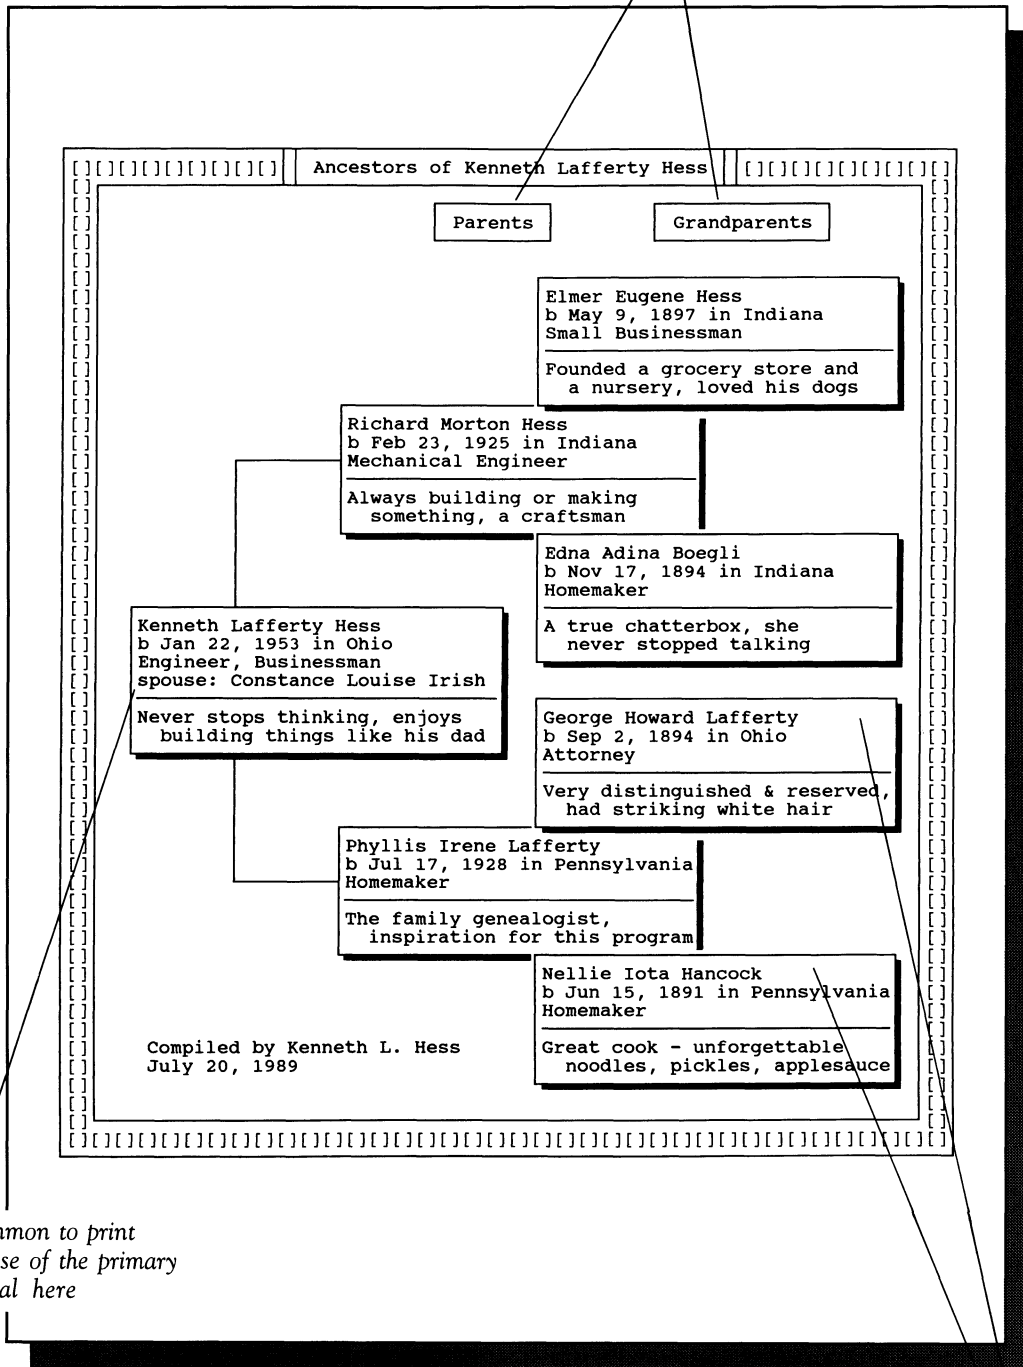 Ancestors of Kenneth Lafferty Hess
Parents
Grandparents
Elmer Eugene Hess
b May 9, 1897 in Indiana
Small Businessman
Founded a grocery store and
a nursery, loved his dogs
Richard Morton Hess
b Feb 23, 1925 in Indiana
Mechanical Engineer
Always building or making
something, a craftsman
Edna Adina Boegli
b Nov 17, 1894 in Indiana
Homemaker
A true chatterbox, she
never stopped talking
Kenneth Lafferty Hess
b Jan 22, 1953 in Ohio
Engineer, Businessman
spouse: Constance Louise Irish
Never stops thinking, enjoys
building things like his dad
George Howard Lafferty
b Sep 2, 1894 in Ohio
Attorney
Very distinguished & reserved,
had striking white hair
Phyllis Irene Lafferty
b Jul 17, 1928 in Pennsylvania
Homemaker
The family genealogist,
inspiration for this program
Nellie Iota Hancock
b Jun 15, 1891 in Pennsylvania
Homemaker
Great cook - unforgettable
noodles, pickles, applesauce
Compiled by Kenneth L. Hess
July 20, 1989
to print
of the primary
here